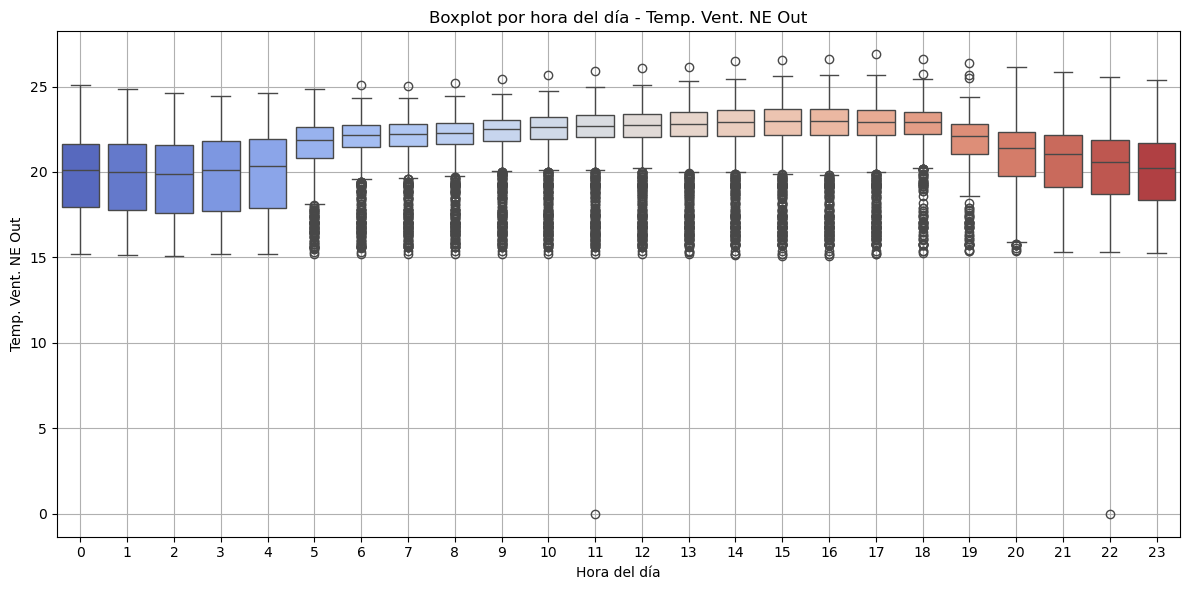 Boxplot por hora del día - Temp. Vent. NE Out
Temp. Vent. NE Out
25
20
15
10
5
0
0 1 2 3 4 5 6 7 8 9 10 11 12 13 14 15 16 17 18 19 20 21 22 23
Hora del día